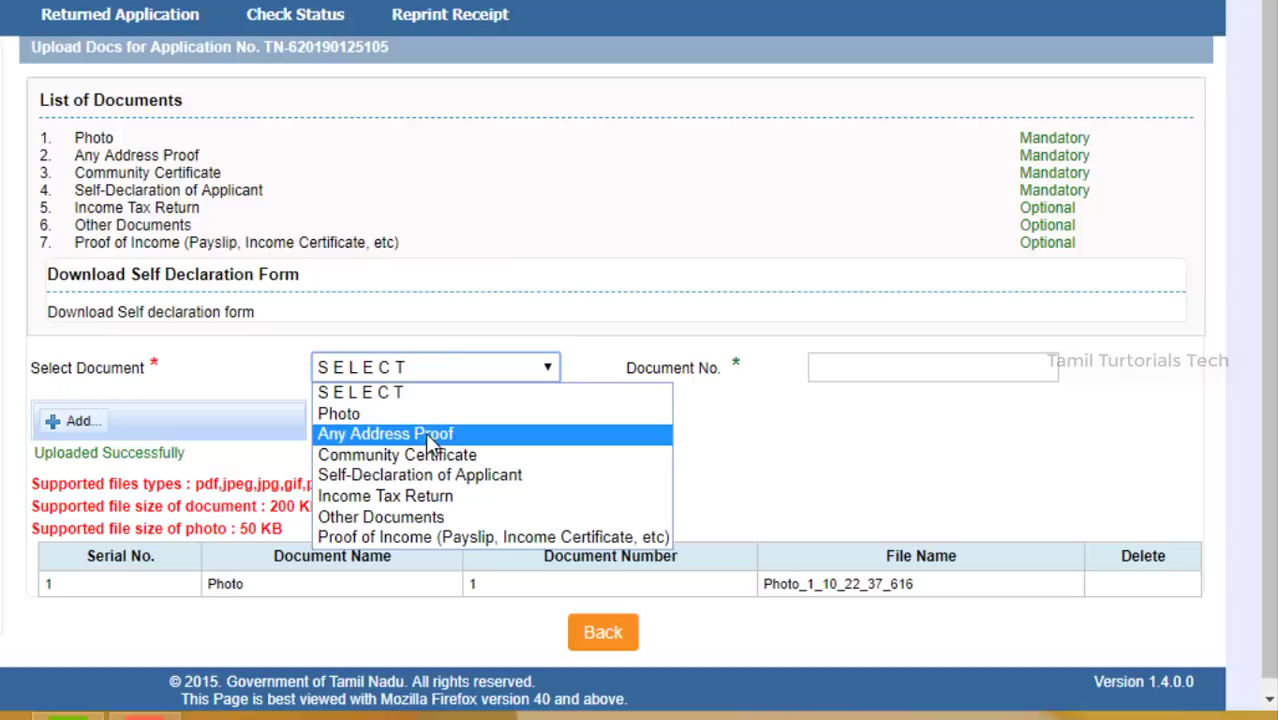 Returned Application Check Status Reprint Receipt
Upload Docs for Application No. TN-620190125105
List of Documents
1. Photo Mandatory
2. Any Address Proof Mandatory
3. Community Certificate Mandatory
4. Self-Declaration of Applicant Mandatory
5. Income Tax Return Optional
6. Other Documents Optional
7. Proof of Income (Payslip, Income Certificate, etc) Optional
Download Self Declaration Form
Download Self declaration form
Select Document * S E L E C T Document No. * Tamil Turtorials Tech
S E L E C T
Photo
Add...
Any Address Proof
Uploaded Successfully Community Certificate
Self-Declaration of Applicant
Supported files types : pdf,jpeg,jpg,gif,
Income Tax Return
Supported file size of document : 200
Other Documents
Supported file size of photo : 50 KB
Proof of Income (Payslip, Income Certificate, etc)
Serial No. Document Name Document Number File Name Delete
1 Photo 1 Photo_1_10_22_37_616
Back
© 2015. Government of Tamil Nadu. All rights reserved. Version 1.4.0.0
This Page is best viewed with Mozilla Firefox version 40 and above.